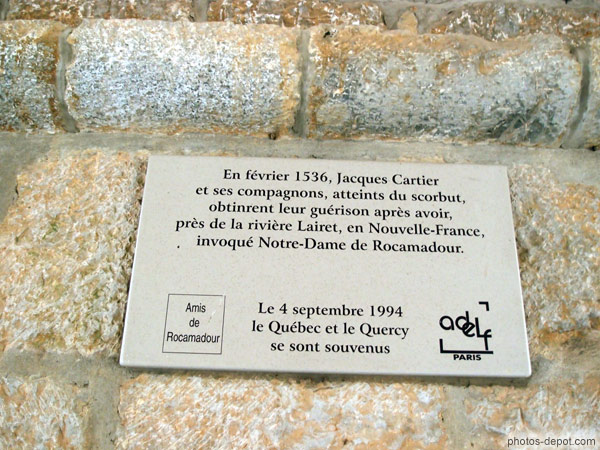 En février 1536, Jacques Cartier
et ses compagnons, atteints du scorbut,
obtinrent leur guérison après avoir,
près de la rivière Lairet, en Nouvelle-France,
invoqué Notre-Dame de Rocamadour.
Amis
de
Rocamadour
Le 4 septembre 1994
le Québec et le Quercy
se sont souvenus
adelf
PARIS
photos-depot.com